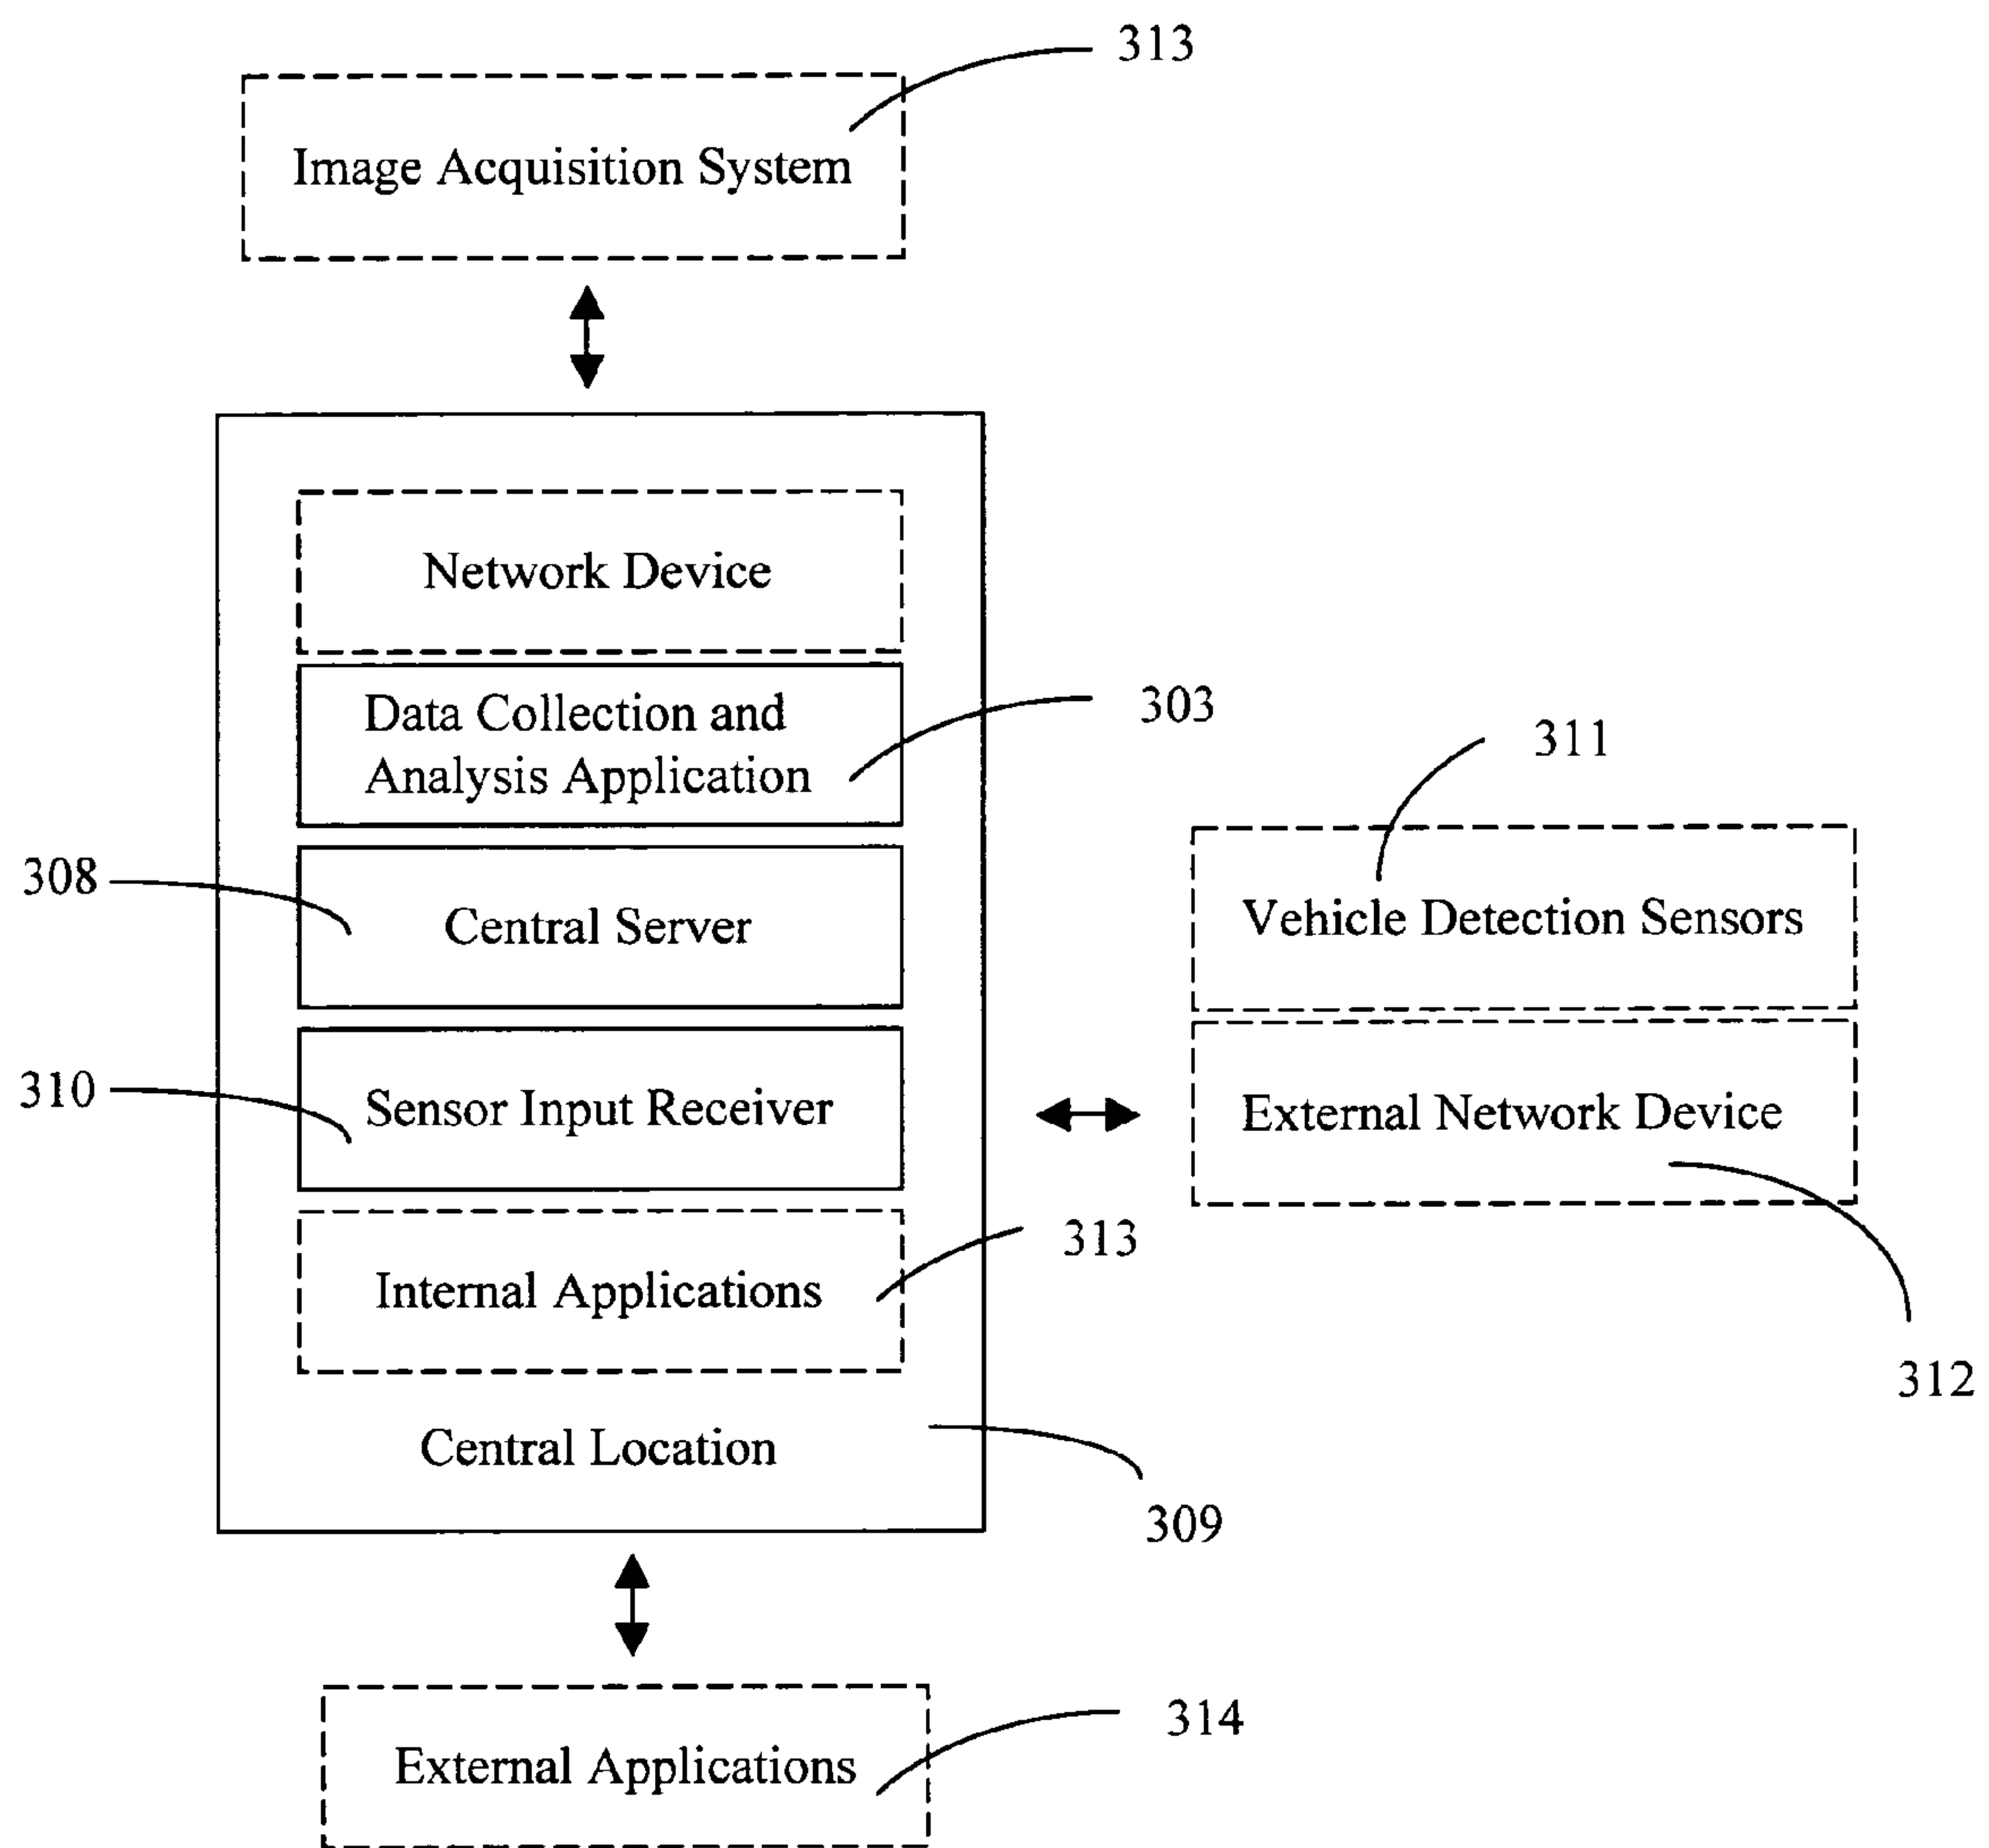 313
Image Acquisition System
Network Device
Data Collection and
Analysis Application
303
311
308
Central Server
Vehicle Detection Sensors
310
Sensor Input Receiver
External Network Device
313
Internal Applications
312
Central Location
309
314
External Applications